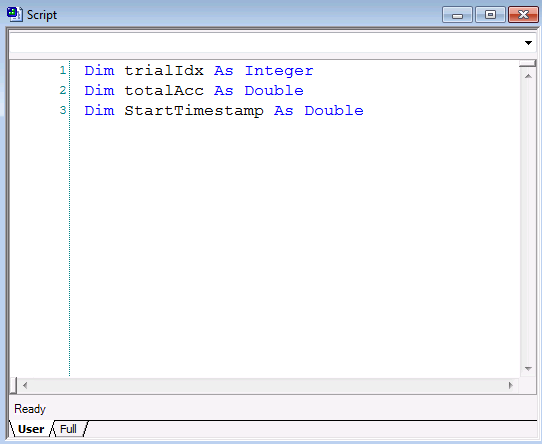 Script
1 Dim trialIdx As Integer
2 Dim totalAcc As Double
3 Dim StartTimestamp As Double
Ready
User Full